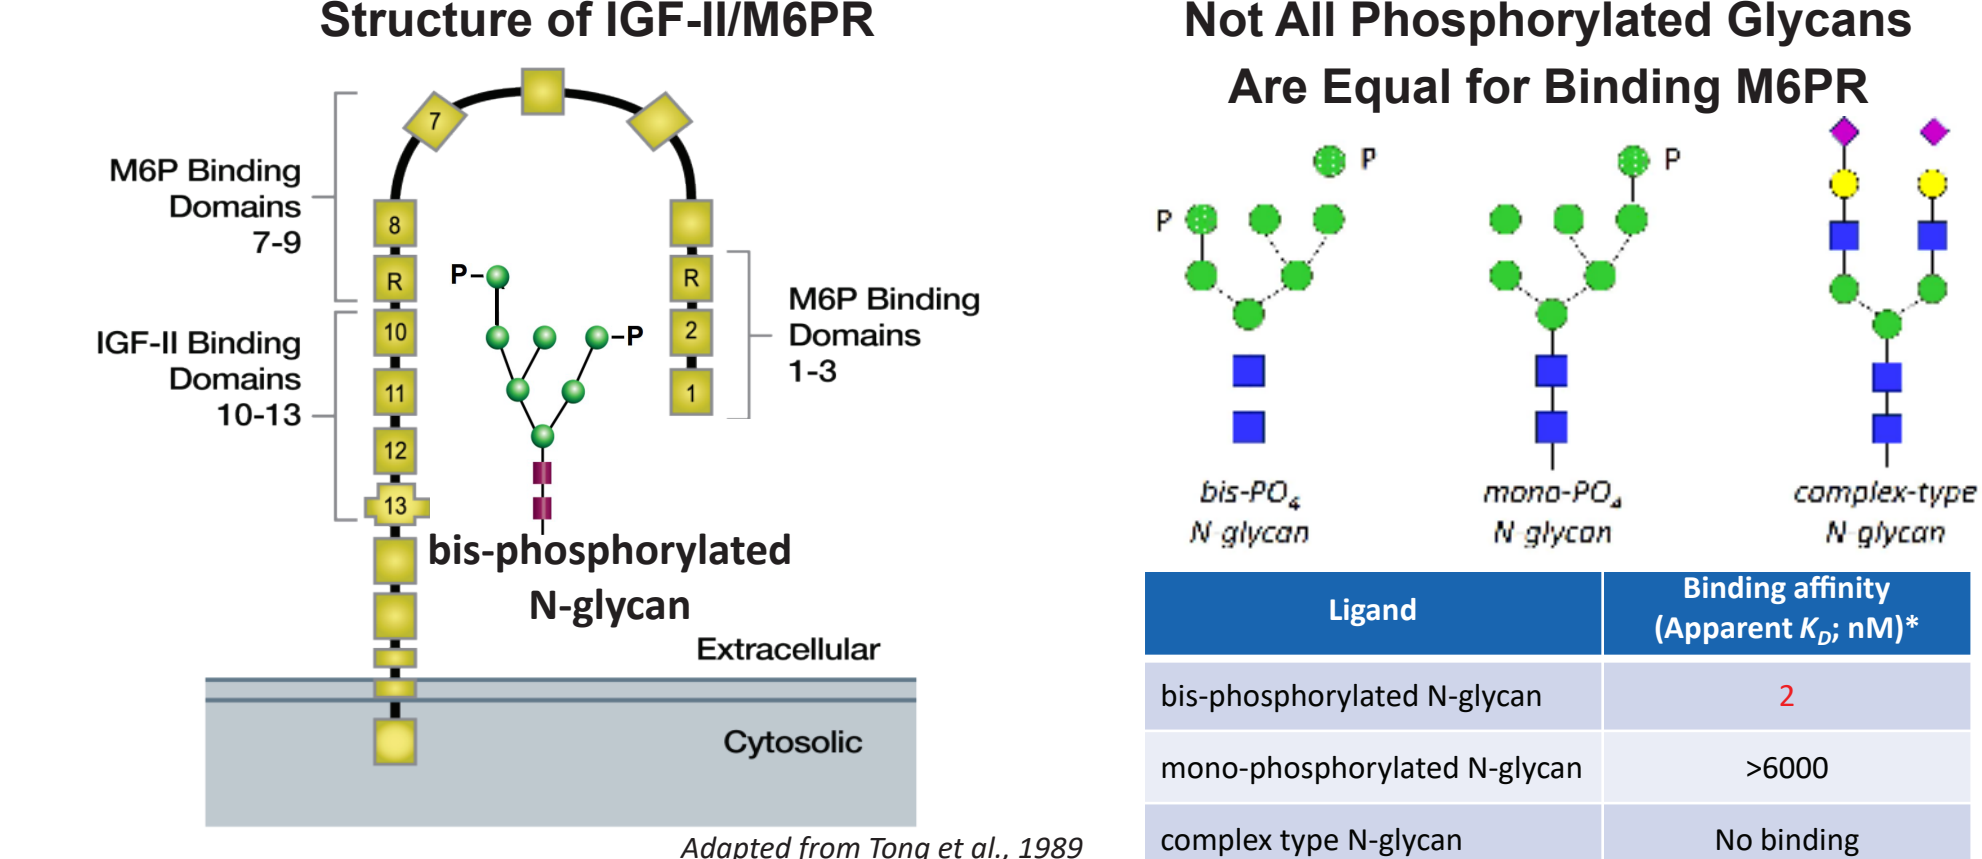 Structure of IGF-II/M6PR
7
M6P Binding
Domains
7-9
8
R
IGF-II Binding
Domains
10-13
10
11
12
13
P
P
R
2
1
M6P Binding
Domains
1-3
bis-phosphorylated
N-glycan
Extracellular
Cytosolic
Adapted from Tong et al., 1989
Not All Phosphorylated Glycans
Are Equal for Binding M6PR
P
P
P
bis-PO4
N-glycan
mono-PO4
N-glycan
complex-type
N-glycan
Ligand
Binding affinity
(Apparent KD; nM)*
bis-phosphorylated N-glycan
2
mono-phosphorylated N-glycan
>6000
complex type N-glycan
No binding